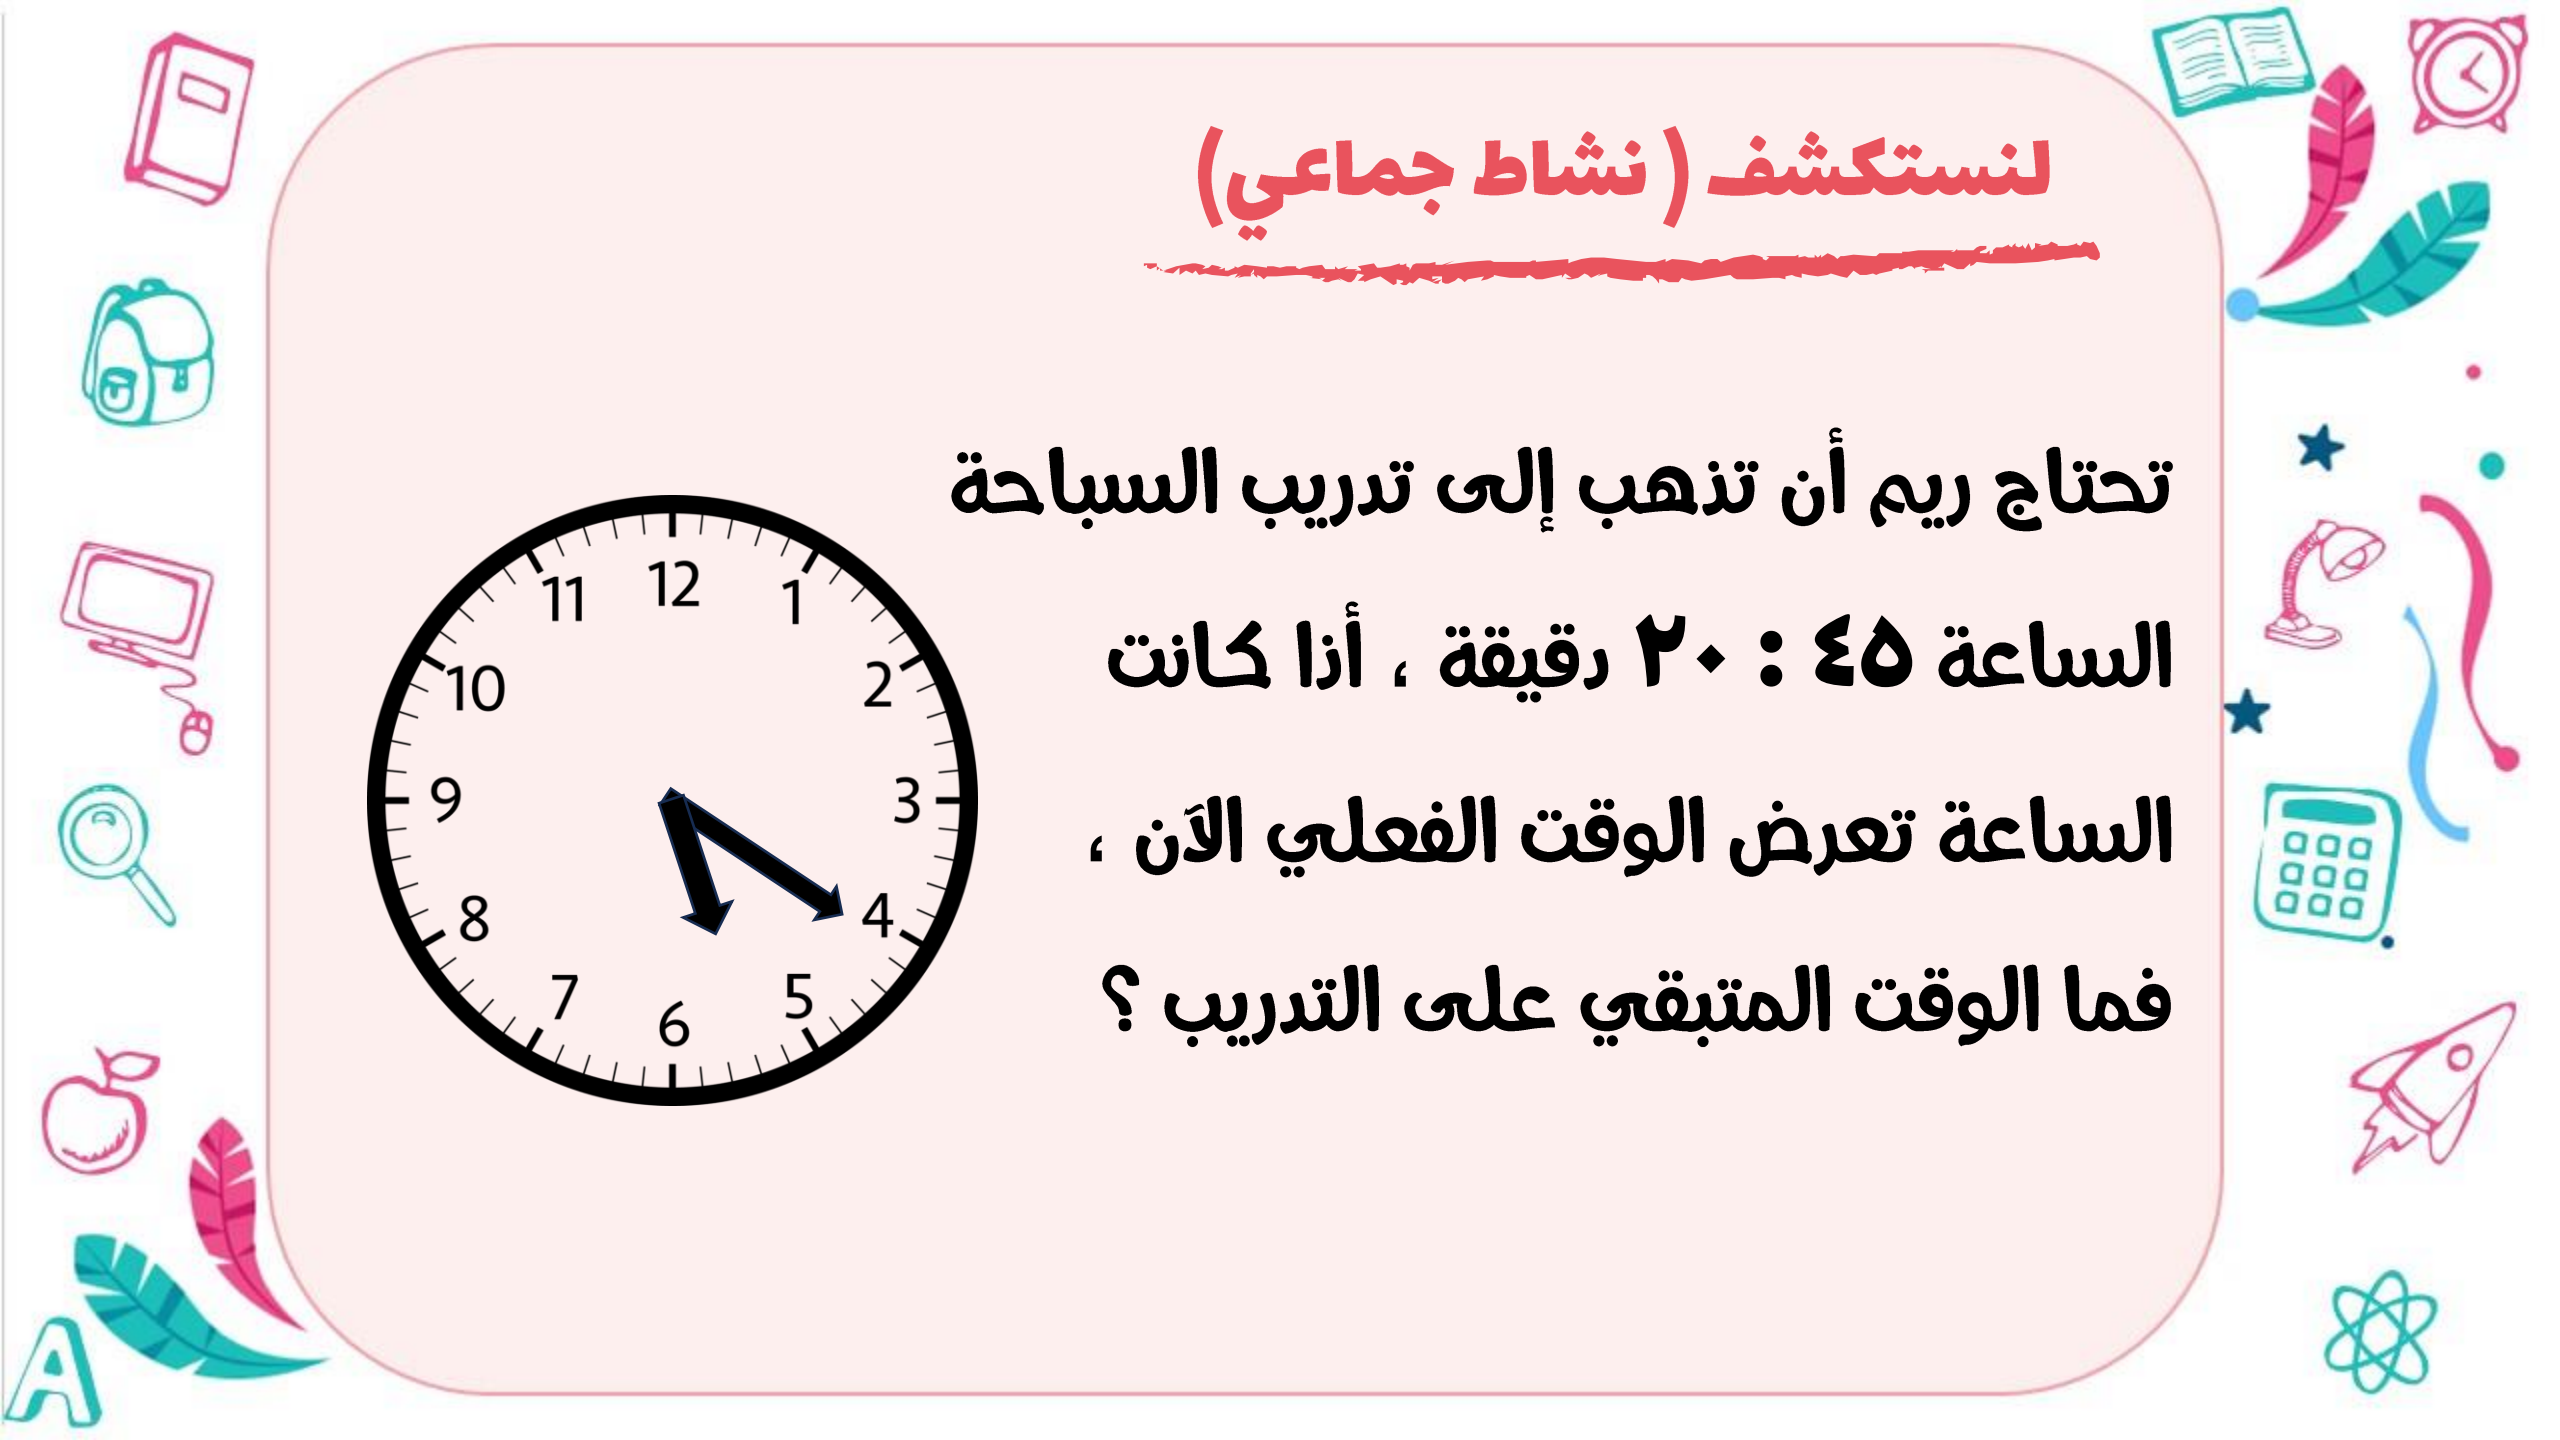 لنستكشف ( نشاط جماعي)
تحتاج ريم أن تذهب إلى تدريب السباحة
الساعة ٤٥ : ٢٠ دقيقة ، أذا كانت
الساعة تعرض الوقت الفعلي الآن ،
فما الوقت المتبقي على التدريب ؟
12
1
2
3
4
5
6
7
8
9
10
11
A